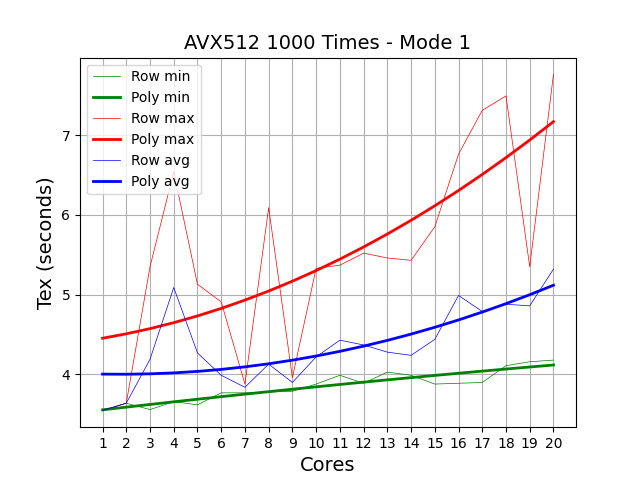 AVX512 1000 Times - Mode 1
Row min
Poly min
Row max
Poly max
Row avg
Poly avg
7
6
5
4
Tex (seconds)
1 2 3 4 5 6 7 8 9 10 11 12 13 14 15 16 17 18 19 20
Cores